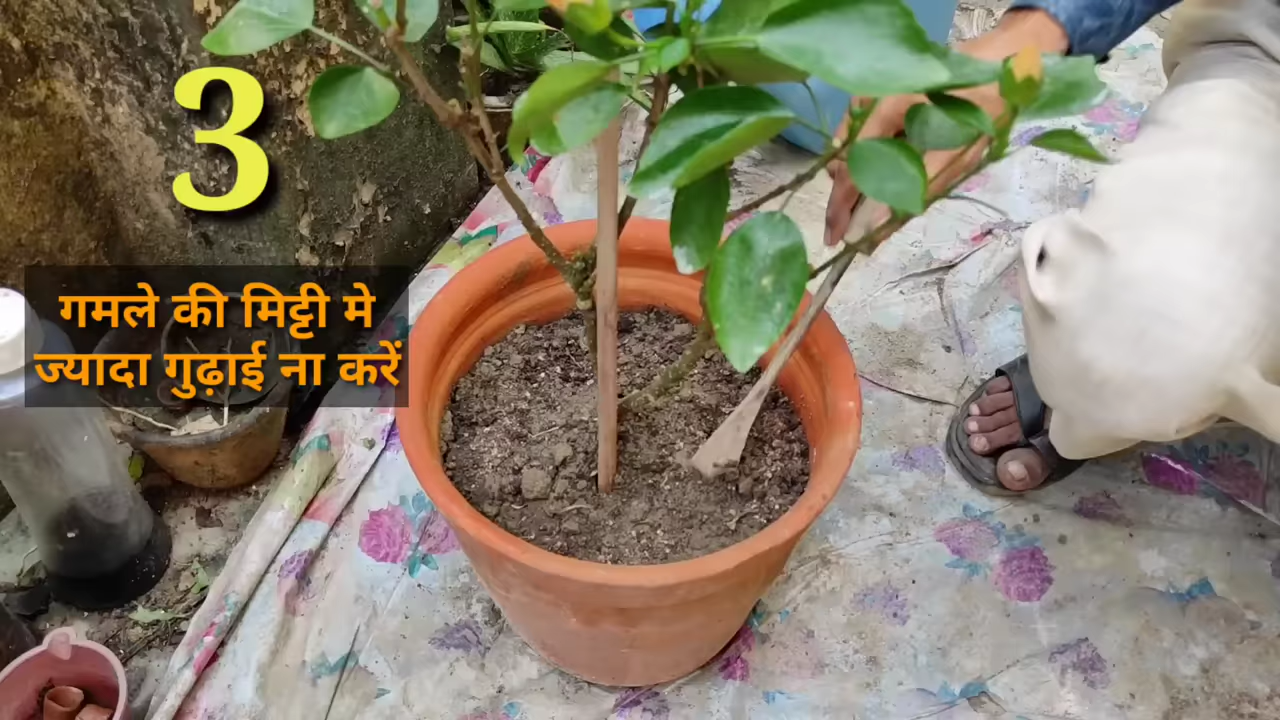 3
गमले की मिट्टी मे
ज्यादा गुढ़ाई ना करें